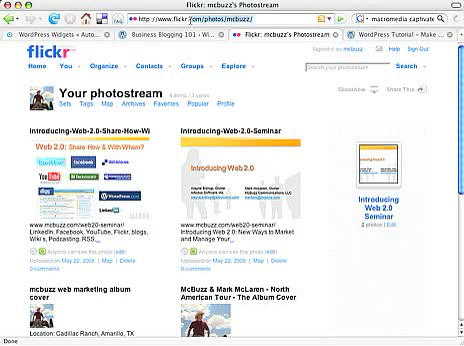 Flickr: mcbuzz's Photostream
http://www.flickr.com/photos/mcbuzz/
macromedia captivate
WordPress Widgets « Autom...
Business Blogging 101 › W...
Flickr: mcbuzz's Photostrea...
WordPress Tutorial – Make ...
flickr
Signed in as mcbuzz Help Sign Out
Home You Organize Contacts Groups Explore
Search your photostream
Search
Your photostream 4 items / 3 views
Slideshow Share This
Sets Tags Map Archives Favorites Popular Profile
Introducing-Web-2.0-Share-How-Wi
Web 2.0: Share How & With Whom?
twitter facebook del.icio.us
You Tube
digg WordPress.com
LinkedIn
www.mcbuzz.com/web20-seminar/
LinkedIn, Facebook, YouTube, Flickr, blogs,
Wiki's, Podcasting, RSS,...
Anyone can see this photo (edit)
Uploaded on May 22, 2008 | Map | Delete
0 comments
Introducing-Web-2.0-Seminar
Introducing Web 2.0
www.mcbuzz.com/web20-seminar/
Introducing Web 2.0: New Ways to Market
and Manage Your...
Anyone can see this photo (edit)
Uploaded on May 22, 2008 | Map | Delete
0 comments
Introducing
Web 2.0
Seminar
2 photos | Edit
mcbuzz web marketing album
cover
Location: Cadillac Ranch, Amarillo, TX
McBuzz & Mark McLaren - North
American Tour - The Album Cover
Done